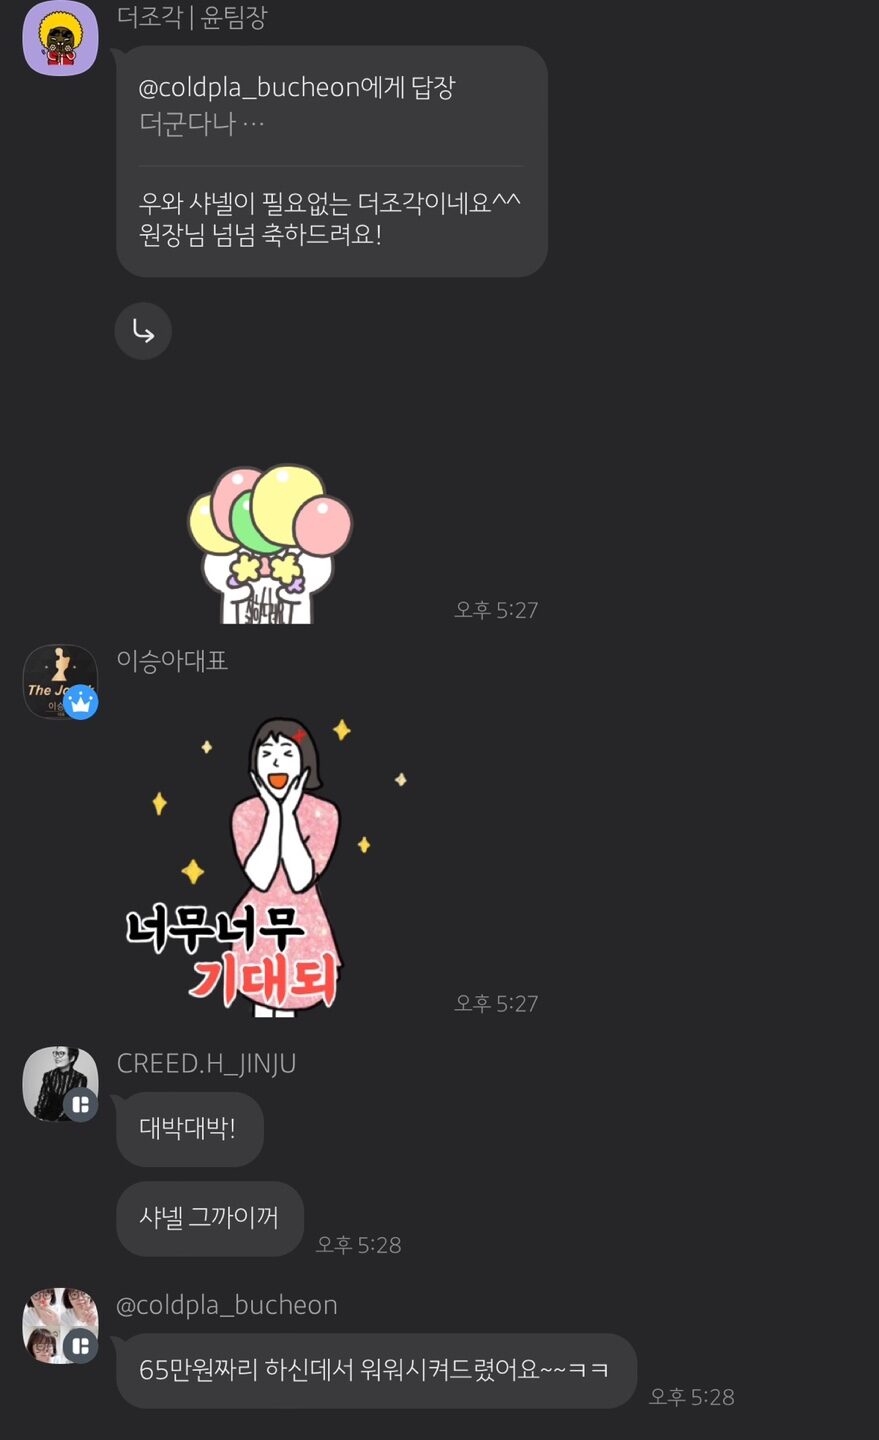 더조각 | 윤팀장
@coldpla_bucheon에게 답장
더군다나 ···
우와 샤넬이 필요없는 더조각이네요^^
원장님 넘넘 축하드려요!
오후 5:27
이승아대표
The Jo
너무너무
기대되
오후 5:27
CREED.H_JINJU
대박대박!
샤넬 그까이꺼
오후 5:28
@coldpla_bucheon
65만원짜리 하신데서 워워시켜드렸어요~~ㅋㅋ
오후 5:28